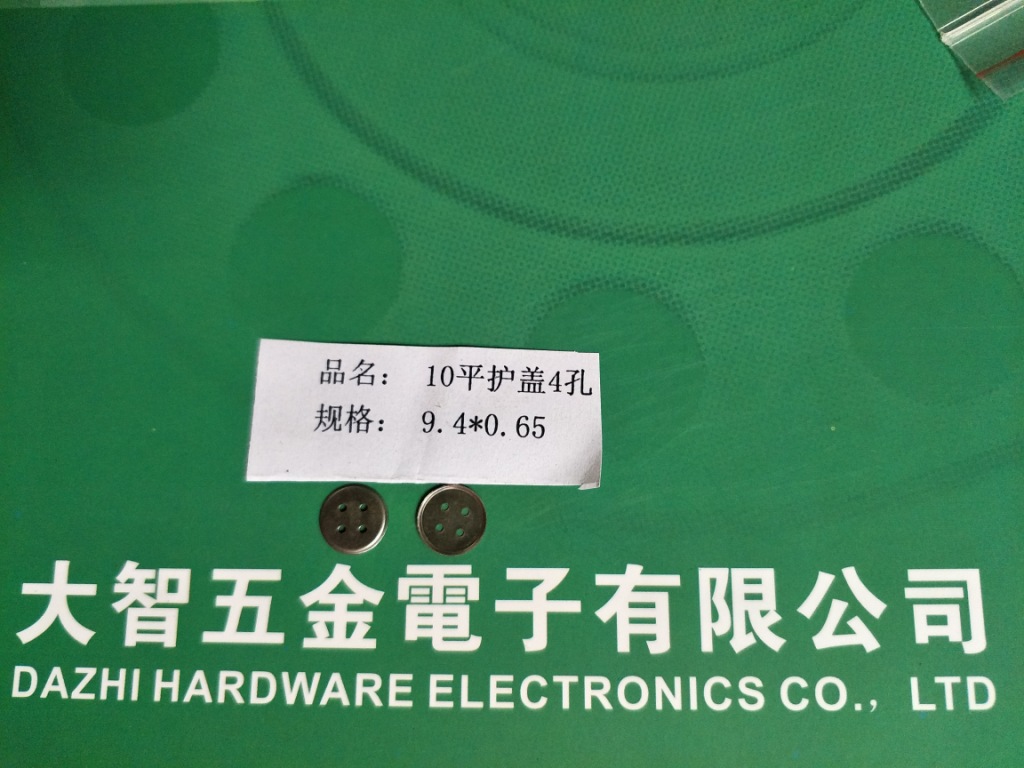 品名： 10平护盖4孔
规格： 9.4*0.65
大智五金電子有限公司
DAZHI HARDWARE ELECTRONICS CO.，LTD